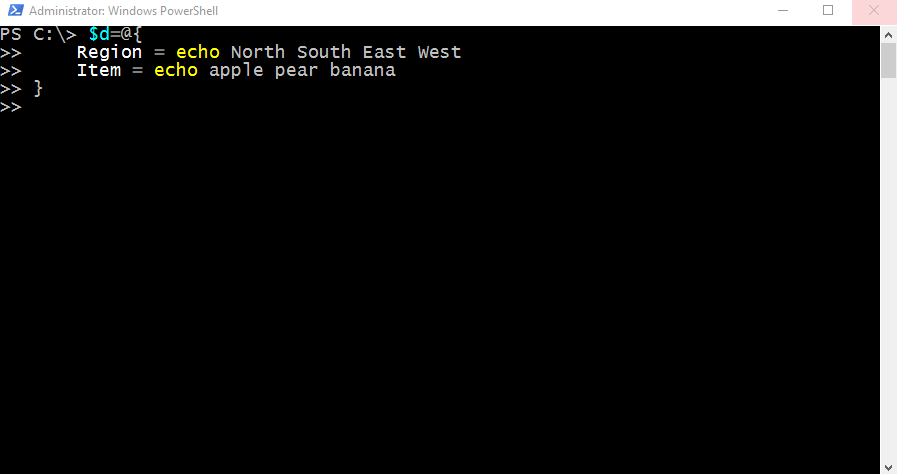 Administrator: Windows PowerShell
PS C:\> $d=@{
>>     Region = echo North South East West
>>     Item = echo apple pear banana
>> }
>>